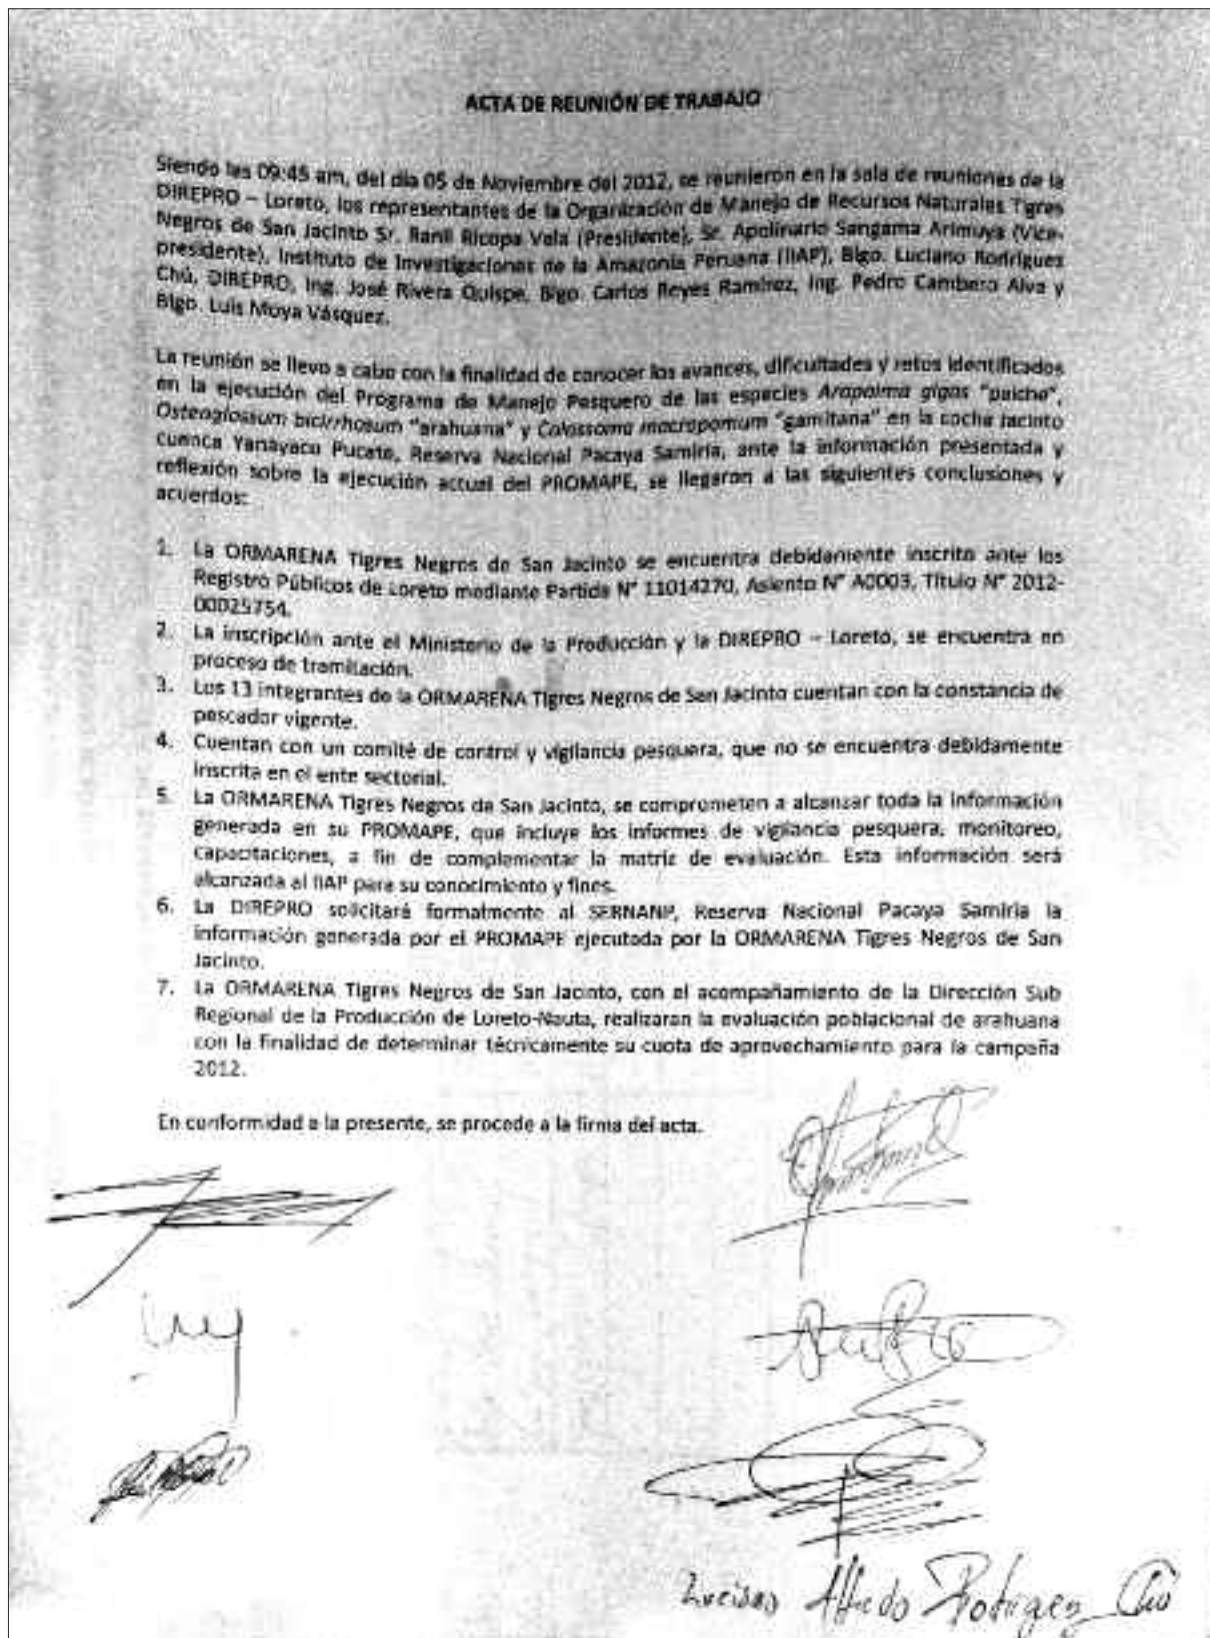 ACTA DE REUNIÓN DE TRABAJO
Siendo las 09:45 am, del día 05 de Noviembre del 2012, se reunieron en la sala de reuniones de la
DIREPRO – Loreto, los representantes de la Organización de Manejo de Recursos Naturales Tigres
Negros de San Jacinto Sr. Ranil Ricopa Vela (Presidente), Sr. Apolinario Sangama Arimuya (Vice-
presidente), Instituto de Investigaciones de la Amazonia Peruana (IIAP), Blgo. Luciano Rodrigues
Chú, DIREPRO, Ing. José Rivera Quispe, Blgo. Carlos Reyes Ramírez, Ing. Pedro Cambero Alva y
Blgo. Luis Moya Vásquez.
La reunión se llevo a cabo con la finalidad de conocer los avances, dificultades y retos identificados
en la ejecución del Programa de Manejo Pesquero de las especies Arapaima gigas "paiche",
Osteoglossum bicirrhosum "arahuana" y Colossoma macropomum "gamitana" en la cocha Jacinto
Cuenca Yanayacu Pucate, Reserva Nacional Pacaya Samiria, ante la información presentada y
reflexión sobre la ejecución actual del PROMAPE, se llegaron a las siguientes conclusiones y
acuerdos:
1. La ORMARENA Tigres Negros de San Jacinto se encuentra debidamente inscrito ante los
Registro Públicos de Loreto mediante Partida N° 11014270, Asiento N° A0003, Titulo N° 2012-
00025754.
2. La inscripción ante el Ministerio de la Producción y la DIREPRO – Loreto, se encuentra en
proceso de tramitación.
3. Los 13 integrantes de la ORMARENA Tigres Negros de San Jacinto cuentan con la constancia de
pescador vigente.
4. Cuentan con un comité de control y vigilancia pesquera, que no se encuentra debidamente
inscrita en el ente sectorial.
5. La ORMARENA Tigres Negros de San Jacinto, se comprometen a alcanzar toda la información
generada en su PROMAPE, que incluye los informes de vigilancia pesquera, monitoreo,
capacitaciones, a fin de complementar la matriz de evaluación. Esta información será
alcanzada al IIAP para su conocimiento y fines.
6. La DIREPRO solicitará formalmente al SERNANP, Reserva Nacional Pacaya Samiria la
información generada por el PROMAPE ejecutada por la ORMARENA Tigres Negros de San
Jacinto.
7. La ORMARENA Tigres Negros de San Jacinto, con el acompañamiento de la Dirección Sub
Regional de la Producción de Loreto-Nauta, realizaran la evaluación poblacional de arahuana
con la finalidad de determinar técnicamente su cuota de aprovechamiento para la campaña
2012.
En conformidad a la presente, se procede a la firma del acta.
Luciano Alfredo Rodrigez Chú